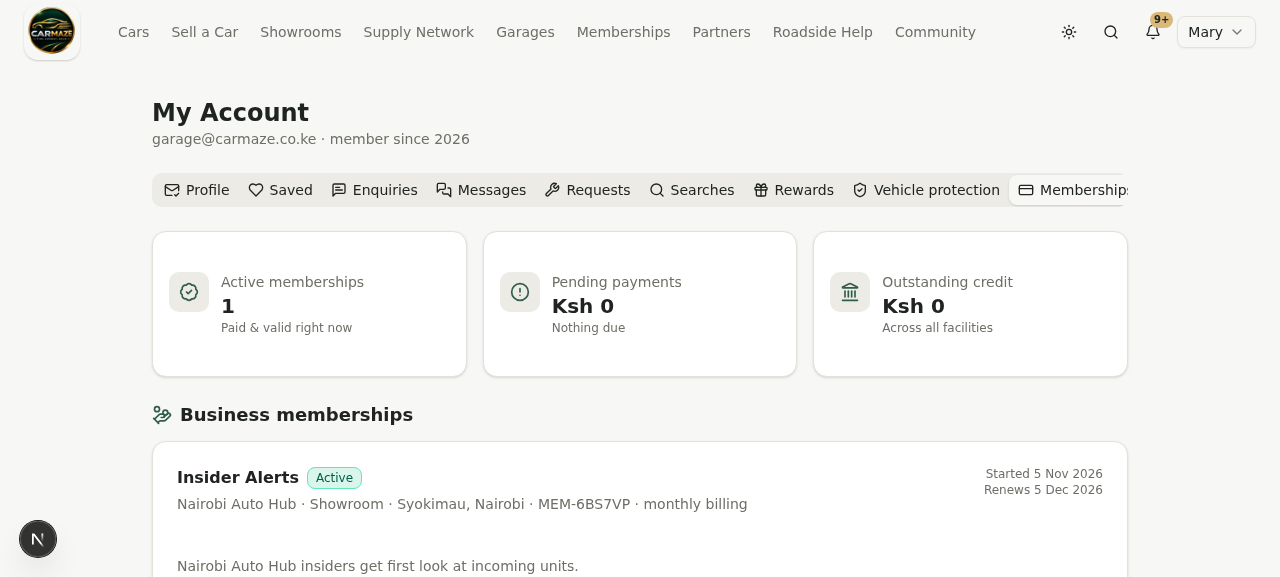 CARMAZE
Cars
Sell a Car
Showrooms
Supply Network
Garages
Memberships
Partners
Roadside Help
Community
9+
Mary
My Account
garage@carmaze.co.ke · member since 2026
Profile
Saved
Enquiries
Messages
Requests
Searches
Rewards
Vehicle protection
Memberships
Active memberships
1
Paid & valid right now
Pending payments
Ksh 0
Nothing due
Outstanding credit
Ksh 0
Across all facilities
Business memberships
Insider Alerts
Active
Started 5 Nov 2026
Renews 5 Dec 2026
Nairobi Auto Hub · Showroom · Syokimau, Nairobi · MEM-6BS7VP · monthly billing
Nairobi Auto Hub insiders get first look at incoming units.
N